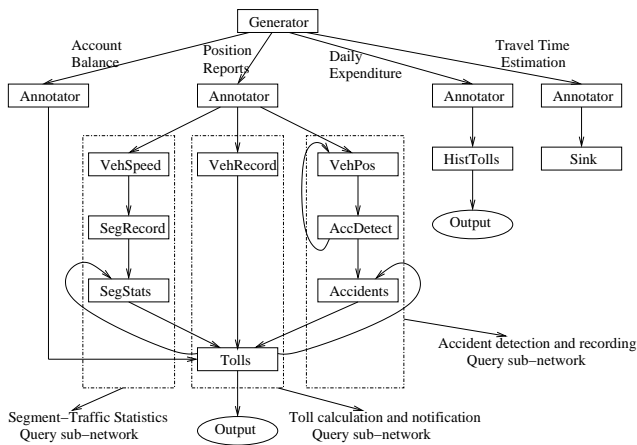 Generator
Account
Balance
Position
Reports
Daily
Expenditure
Travel Time
Estimation
Annotator
Annotator
Annotator
Annotator
VehSpeed
VehRecord
VehPos
HistTolls
Sink
SegRecord
AccDetect
Output
SegStats
Accidents
Tolls
Accident detection and recording
Query sub−network
Segment−Traffic Statistics
Query sub−network
Output
Toll calculation and notification
Query sub−network